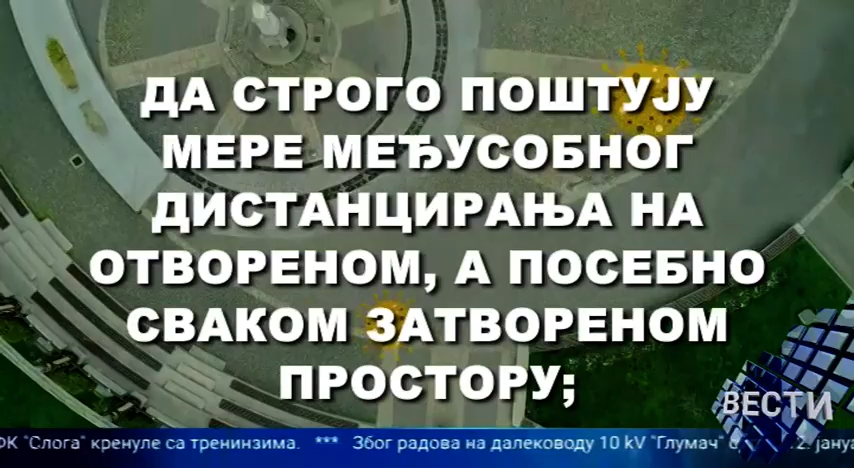 ДА СТРОГО ПОШТУЈУ
МЕРЕ МЕЂУСОБНОГ
ДИСТАНЦИРАЊА НА
ОТВОРЕНОМ, А ПОСЕБНО
СВАКОМ ЗАТВОРЕНОМ
ПРОСТОРУ;
ВЕСТИ
ФК "Слога" кренуле са тренинзима. *** Због радова на далеководу 10 kV "Глумач"